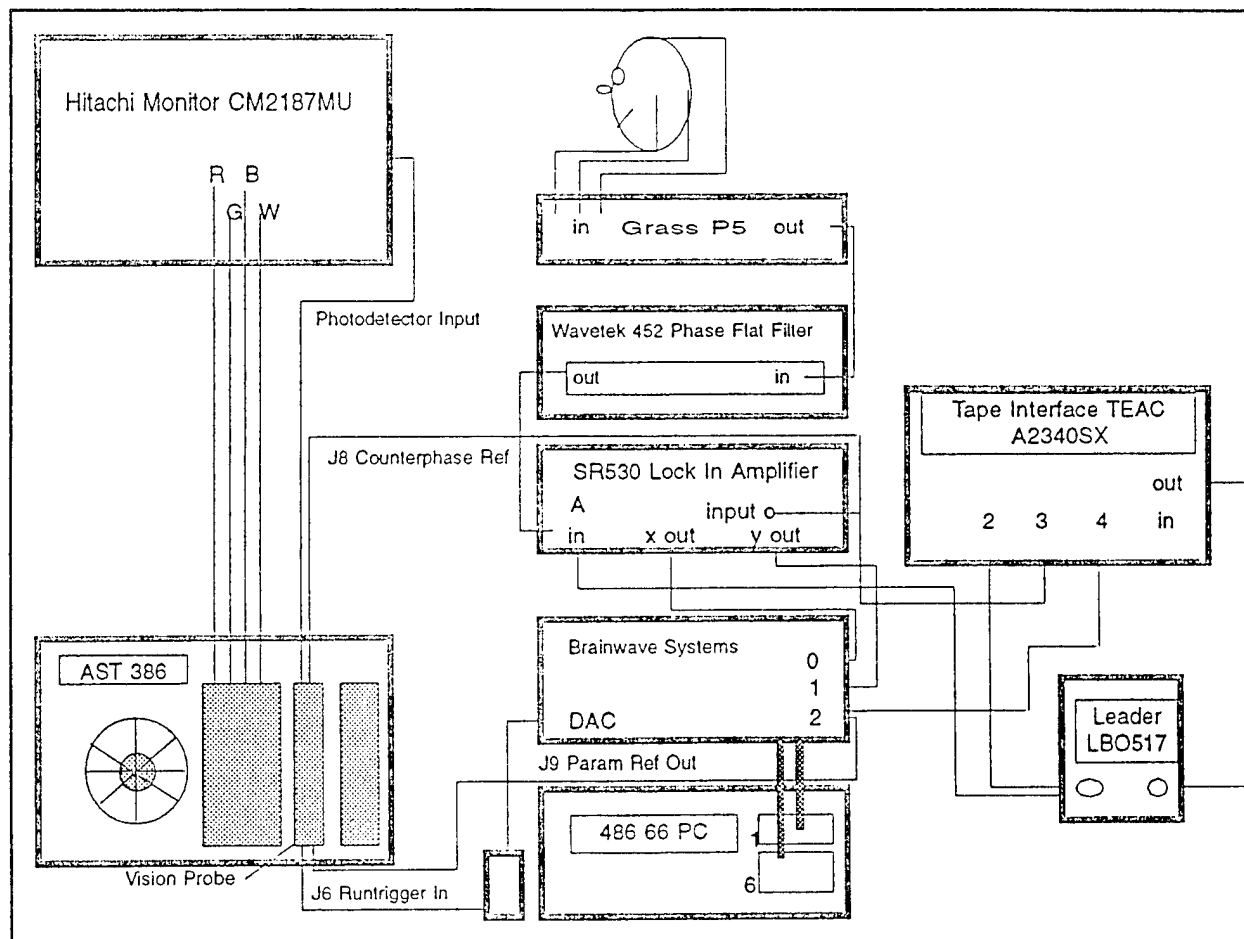 Hitachi Monitor CM2187MU
R B
G W
Photodetector Input
in Grass P5 out
Wavetek 452 Phase Flat Filter
out in
J8 Counterphase Ref
SR530 Lock In Amplifier
A
input
in x out y out
Tape Interface TEAC
A2340SX
out
2 3 4 in
AST 386
Vision Probe
J6 Runtrigger In
Brainwave Systems
0
1
DAC 2
J9 Param Ref Out
486 66 PC
1
6
Leader
LBO517